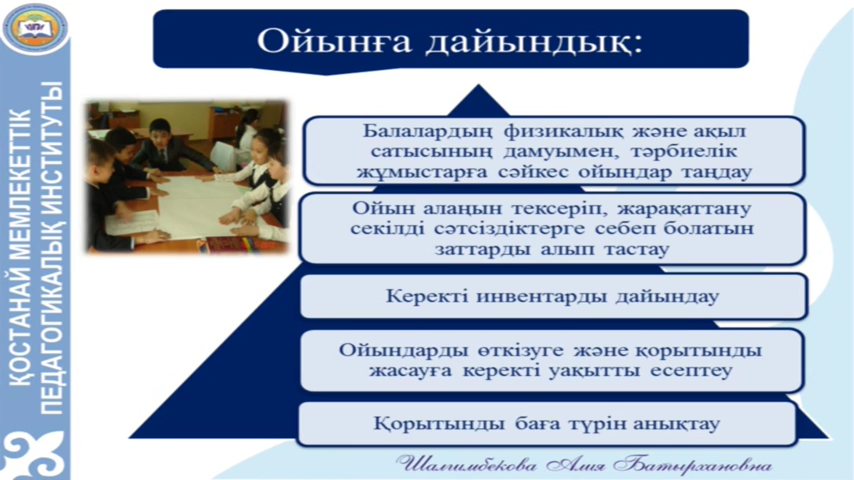 Ойынға дайындық:
ҚОСТАНАЙ МЕМЛЕКЕТТІК
ПЕДАГОГИКАЛЫҚ ИНСТИТУТЫ
Балалардың физикалық және ақыл
сатысының дамуымен, тәрбиелік
жұмыстарға сәйкес ойындар таңдау
Ойын алаңын тексеріп, жарақаттану
секілді сәтсіздіктерге себеп болатын
заттарды алып тастау
Керекті инвентарды дайындау
Ойындарды өткізуге және қорытынды
жасауға керекті уақытты есептеу
Қорытынды баға түрін анықтау
Шалгимбекова Алия Батырхановна